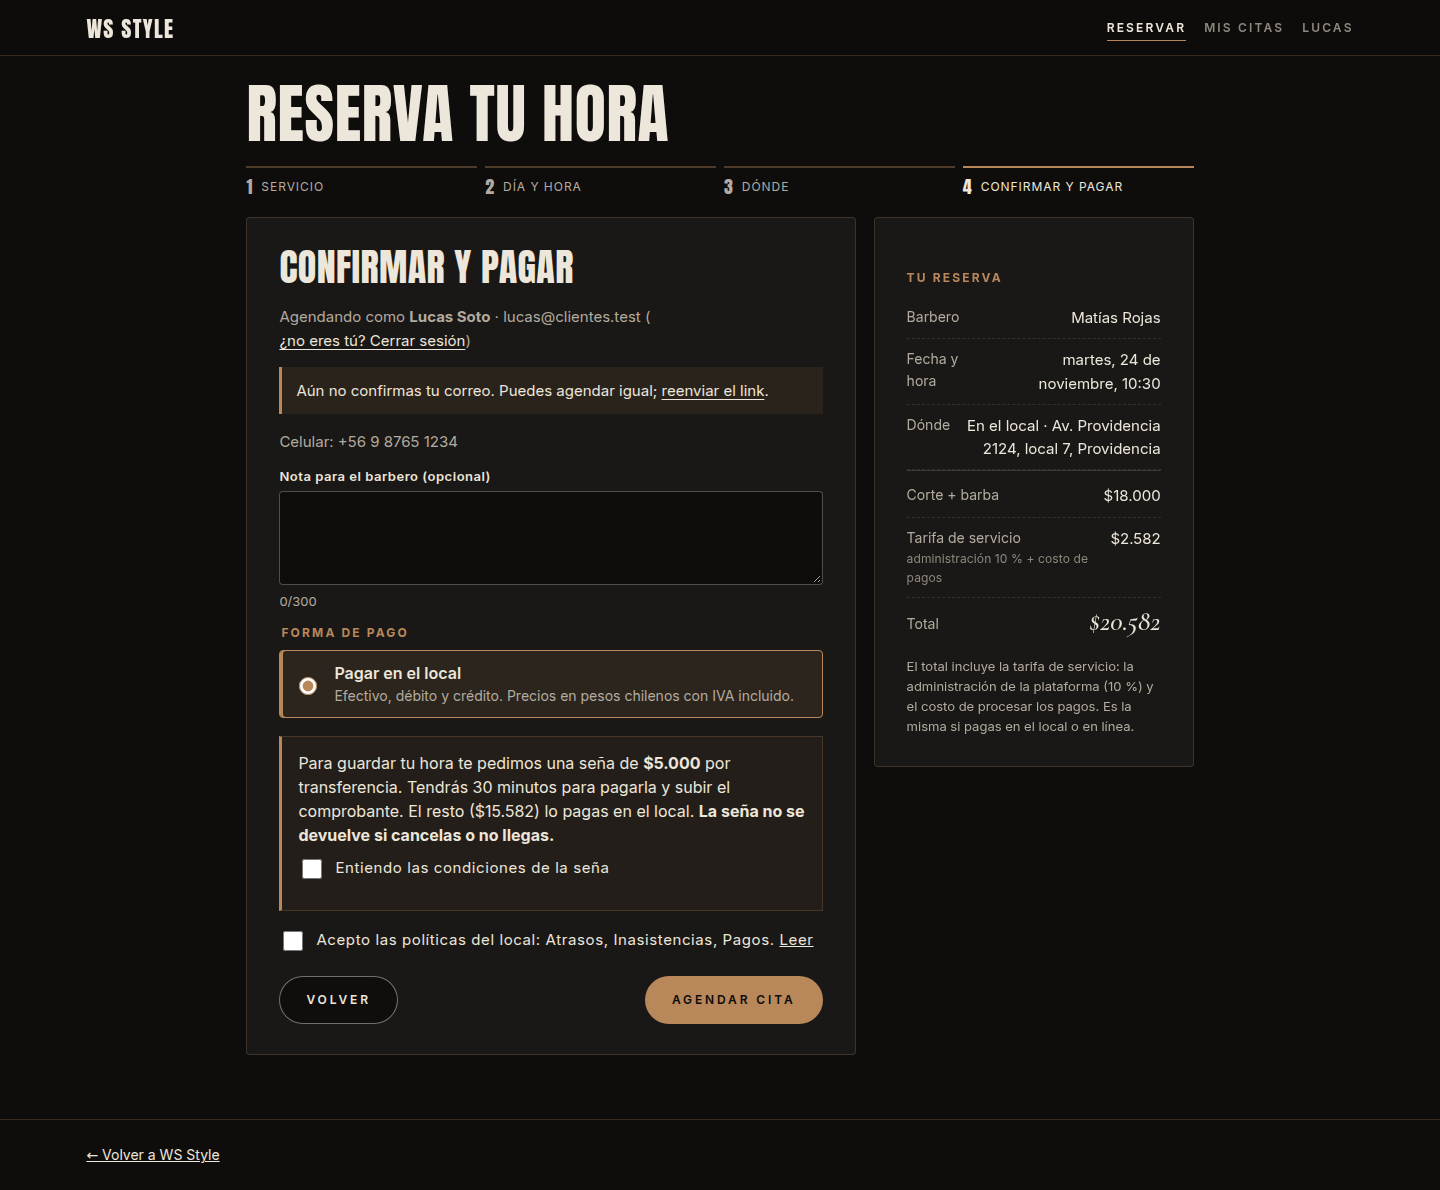 WS STYLE
RESERVAR
MIS CITAS
LUCAS
RESERVA TU HORA
1 SERVICIO
2 DÍA Y HORA
3 DÓNDE
4 CONFIRMAR Y PAGAR
CONFIRMAR Y PAGAR
Agendando como Lucas Soto · lucas@clientes.test (
¿no eres tú? Cerrar sesión)
Aún no confirmas tu correo. Puedes agendar igual; reenviar el link.
Celular: +56 9 8765 1234
Nota para el barbero (opcional)
0/300
FORMA DE PAGO
Pagar en el local
Efectivo, débito y crédito. Precios en pesos chilenos con IVA incluido.
Para guardar tu hora te pedimos una seña de $5.000 por
transferencia. Tendrás 30 minutos para pagarla y subir el
comprobante. El resto ($15.582) lo pagas en el local. La seña no se
devuelve si cancelas o no llegas.
Entiendo las condiciones de la seña
Acepto las políticas del local: Atrasos, Inasistencias, Pagos. Leer
VOLVER
AGENDAR CITA
TU RESERVA
Barbero
Matías Rojas
Fecha y
hora
martes, 24 de
noviembre, 10:30
Dónde
En el local · Av. Providencia
2124, local 7, Providencia
Corte + barba
$18.000
Tarifa de servicio
$2.582
administración 10 % + costo de
pagos
Total
$20.582
El total incluye la tarifa de servicio: la
administración de la plataforma (10 %) y
el costo de procesar los pagos. Es la
misma si pagas en el local o en línea.
← Volver a WS Style